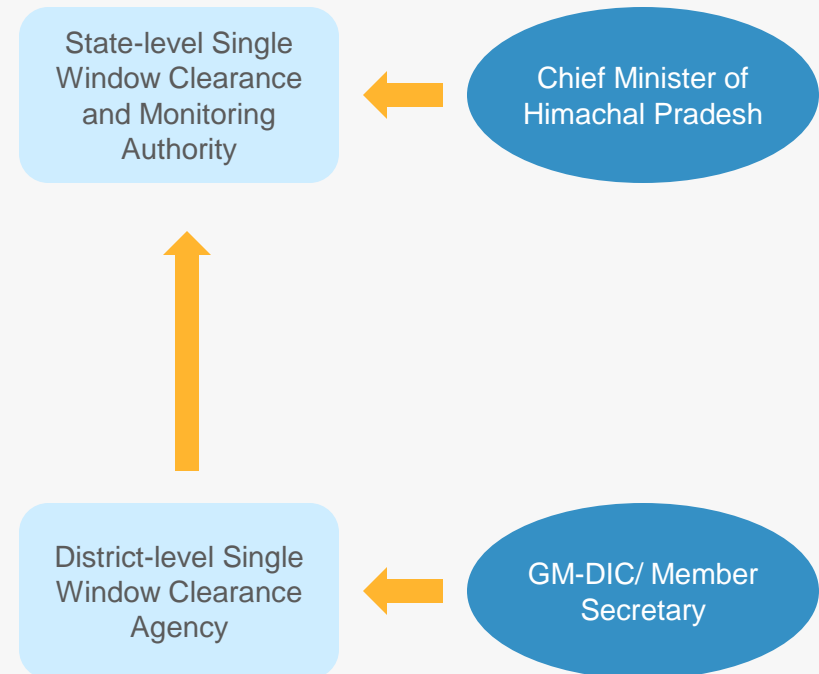 State-level Single
Window Clearance
and Monitoring
Authority
Chief Minister of
Himachal Pradesh
District-level Single
Window Clearance
Agency
GM-DIC/ Member
Secretary